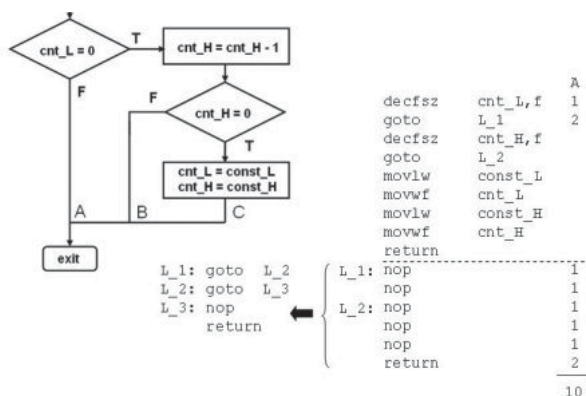 cnt_L = 0
T
cnt_H = cnt_H - 1
F
F
cnt_H = 0
T
cnt_L = const_L
cnt_H = const_H
A
B
C
exit
A
decfsz cnt_L,f 1
goto L_1 2
decfsz cnt_H,f
goto L_2
movlw const_L
movwf cnt_L
movlw const_H
movwf cnt_H
return
L_1: nop 1
nop 1
L_2: nop 1
nop 1
nop 1
return 2
10
L_1: goto L_2
L_2: goto L_3
L_3: nop
return